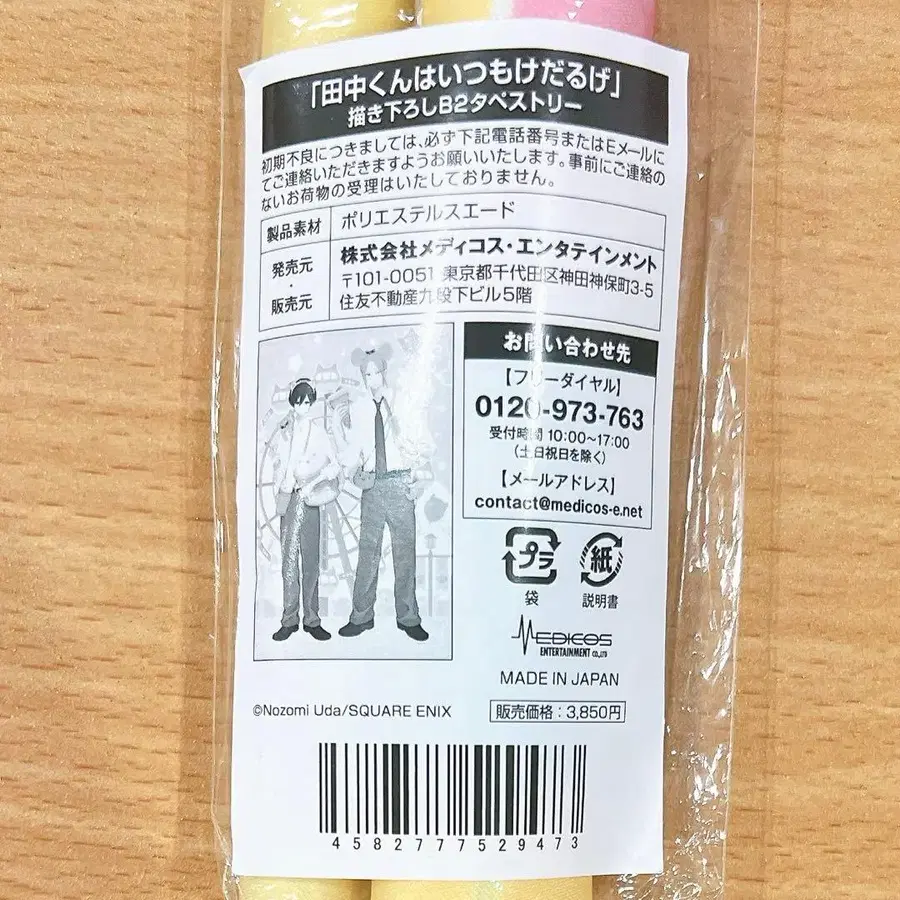 「田中くんはいつもけだるげ」
描き下ろしB2タペストリー
初期不良につきましては、必ず下記電話番号またはEメールに
てご連絡いただきますようお願いいたします。事前にご連絡の
ないお荷物の受理はいたしておりません。
製品素材 ポリエステルスエード
発売元・販売元 株式会社メディコス・エンタテインメント
〒101-0051 東京都千代田区神田神保町3-5
住友不動産九段下ビル5階
お問い合わせ先
【フリーダイヤル】
0120-973-763
受付時間 10:00~17:00
(土日祝日を除く)
【メールアドレス】
contact@medicos-e.net
プラ 紙
袋 説明書
MEDICOS
ENTERTAINMENT CO.,LTD
MADE IN JAPAN
©Nozomi Uda/SQUARE ENIX 販売価格:3,850円
4582777529473